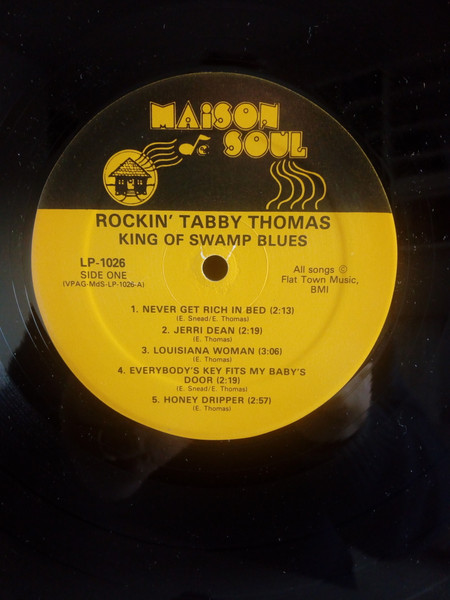 MAISON
de SOUL
ROCKIN' TABBY THOMAS
KING OF SWAMP BLUES
LP-1026
SIDE ONE
(VPAG-MdS-LP-1026-A)
All songs ©
Flat Town Music,
BMI
1. NEVER GET RICH IN BED (2:13)
(E. Snead/E. Thomas)
2. JERRI DEAN (2:19)
(E. Thomas)
3. LOUISIANA WOMAN (3:06)
(E. Thomas)
4. EVERYBODY'S KEY FITS MY BABY'S
DOOR (2:19)
(E. Snead/E. Thomas)
5. HONEY DRIPPER (2:57)
(E. Thomas)